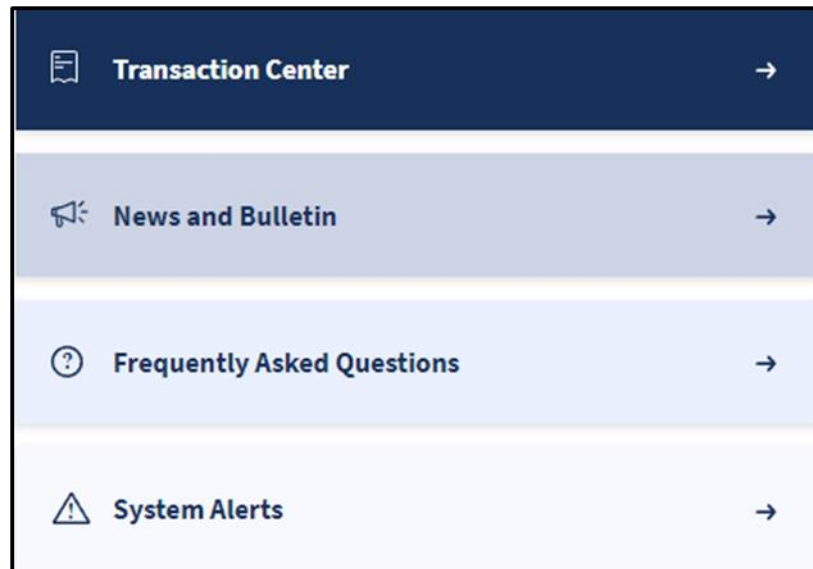 Transaction Center
News and Bulletin
Frequently Asked Questions
System Alerts